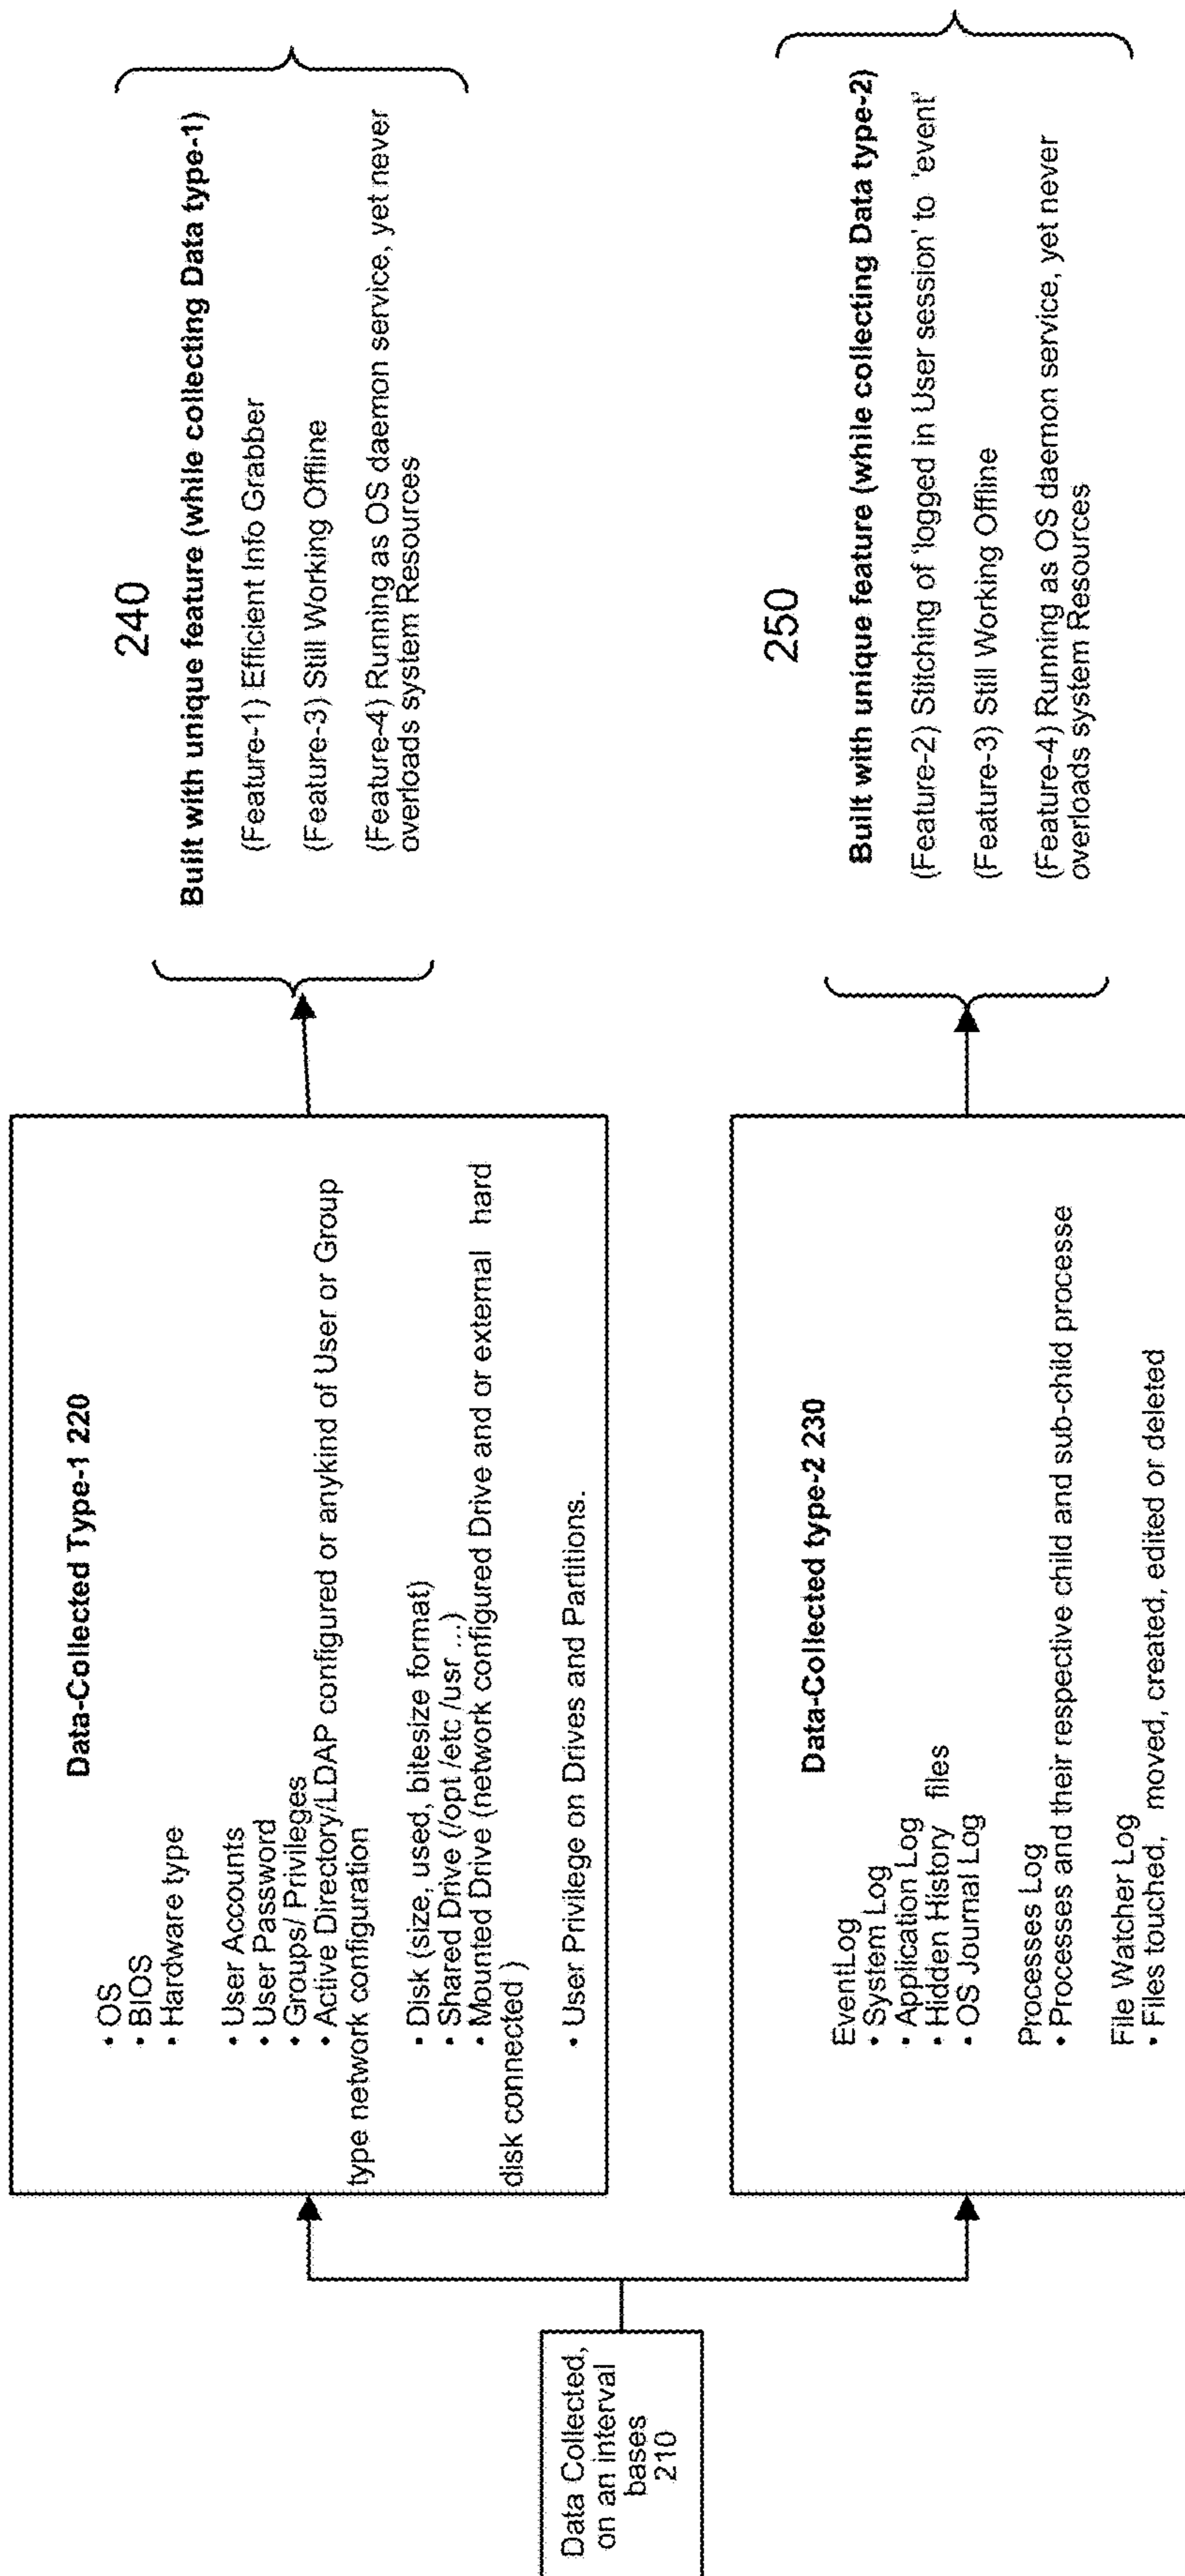 Data Collected,
on an interval
bases
210
Data-Collected Type-1 220
• OS
• BIOS
• Hardware type
• User Accounts
• User Password
• Groups/ Privileges
• Active Directory/LDAP configured or anykind of User or Group
type network configuration
• Disk (size, used, bitesize format)
• Shared Drive (/opt /etc /usr ...)
• Mounted Drive (network configured Drive and or external hard
disk connected )
• User Privilege on Drives and Partitions.
240
Built with unique feature (while collecting Data type-1)
(Feature-1) Efficient Info Grabber
(Feature-3) Still Working Offline
(Feature-4) Running as OS daemon service, yet never
overloads system Resources
Data-Collected type-2 230
EventLog
• System Log
• Application Log
• Hidden History files
• OS Journal Log
Processes Log
• Processes and their respective child and sub-child processe
File Watcher Log
• Files touched, moved, created, edited or deleted
250
Built with unique feature (while collecting Data type-2)
(Feature-2) Stitching of 'logged in User session' to 'event'
(Feature-3) Still Working Offline
(Feature-4) Running as OS daemon service, yet never
overloads system Resources